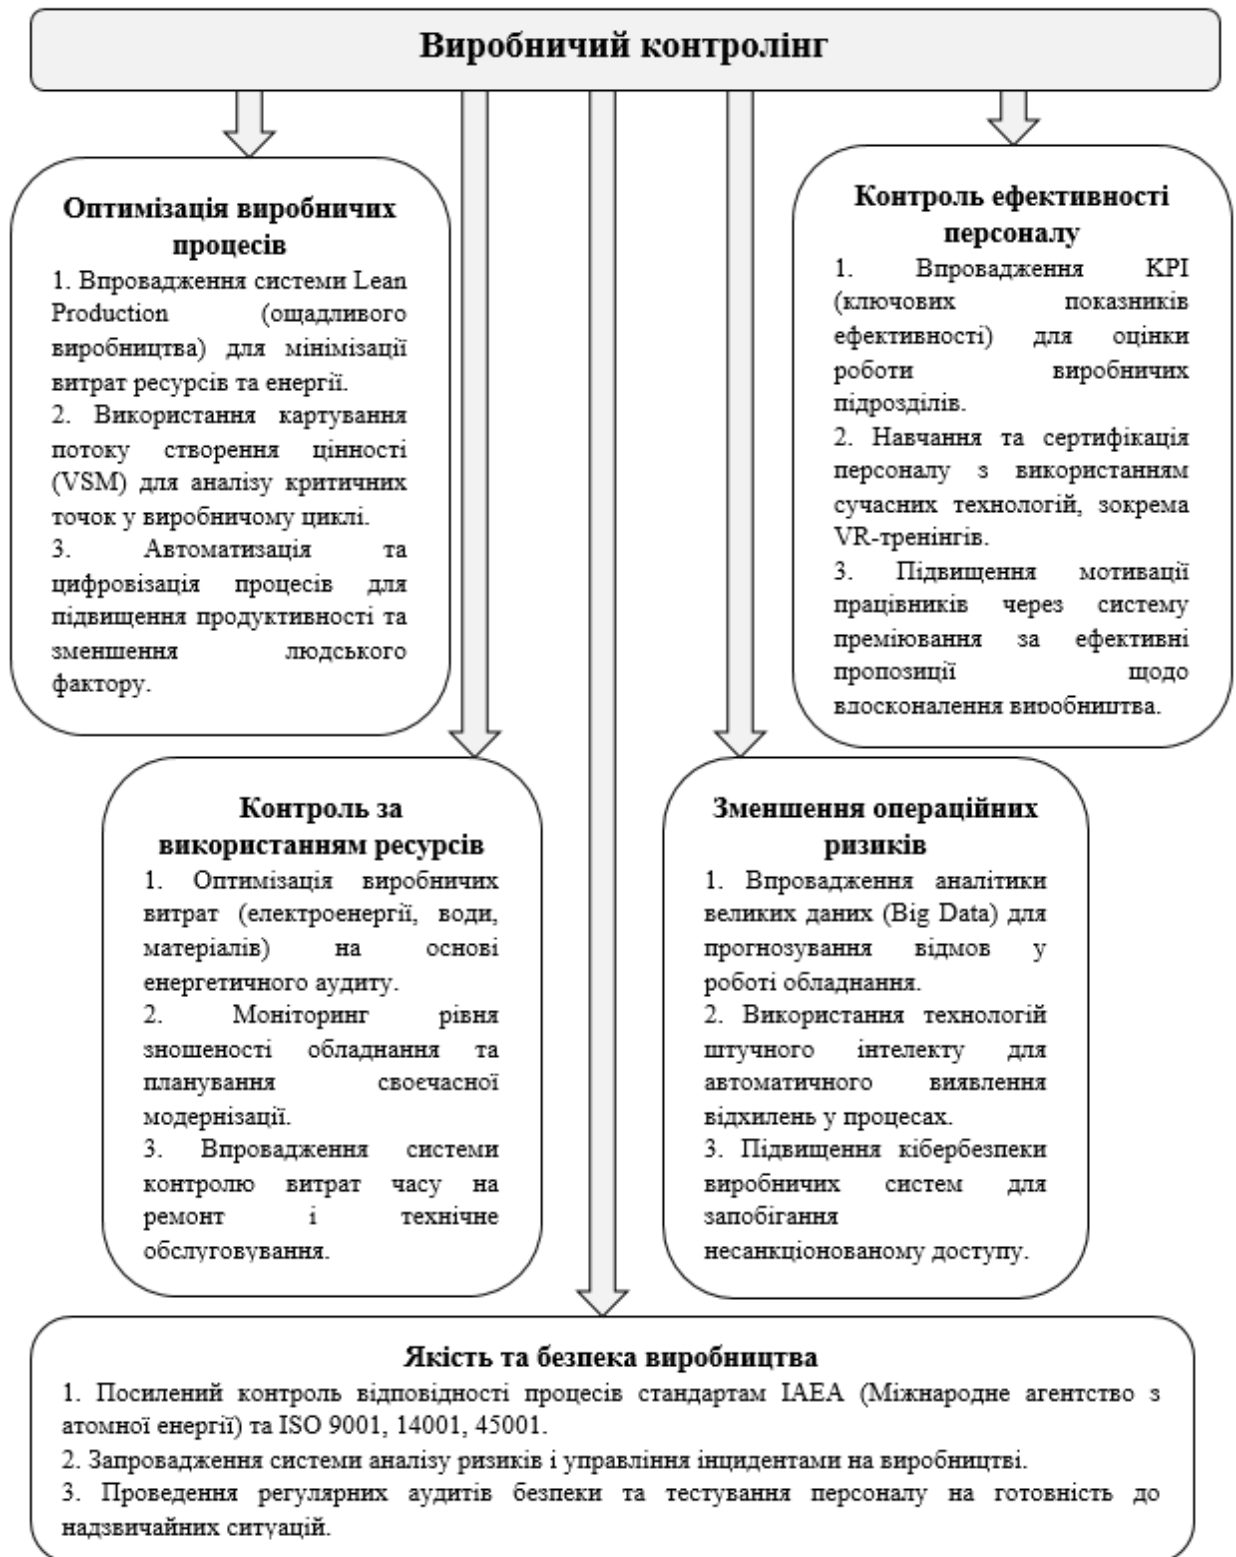 Виробничий контролінг
Оптимізація виробничих
процесів
1. Впровадження системи Lean
Production (ощадливого
виробництва) для мінімізації
витрат ресурсів та енергії.
2. Використання картування
потоку створення цінності
(VSM) для аналізу критичних
точок у виробничому циклі.
3. Автоматизація та
цифровізація процесів для
підвищення продуктивності та
зменшення людського
фактору.
Контроль ефективності
персоналу
1. Впровадження KPI
(ключових показників
ефективності) для оцінки
роботи виробничих
підрозділів.
2. Навчання та сертифікація
персоналу з використанням
сучасних технологій, зокрема
VR-тренінгів.
3. Підвищення мотивації
працівників через систему
преміювання за ефективні
пропозиції щодо
вдосконалення виробництва.
Контроль за
використанням ресурсів
1. Оптимізація виробничих
витрат (електроенергії, води,
матеріалів) на основі
енергетичного аудиту.
2. Моніторинг рівня
зношеності обладнання та
планування своєчасної
модернізації.
3. Впровадження системи
контролю витрат часу на
ремонт і технічне
обслуговування.
Зменшення операційних
ризиків
1. Впровадження аналітики
великих даних (Big Data) для
прогнозування відмов у
роботі обладнання.
2. Використання технологій
штучного інтелекту для
автоматичного виявлення
відхилень у процесах.
3. Підвищення кібербезпеки
виробничих систем для
запобігання
несанкціонованому доступу.
Якість та безпека виробництва
1. Посилений контроль відповідності процесів стандартам IAEA (Міжнародне агентство з
атомної енергії) та ISO 9001, 14001, 45001.
2. Запровадження системи аналізу ризиків і управління інцидентами на виробництві.
3. Проведення регулярних аудитів безпеки та тестування персоналу на готовність до
надзвичайних ситуацій.